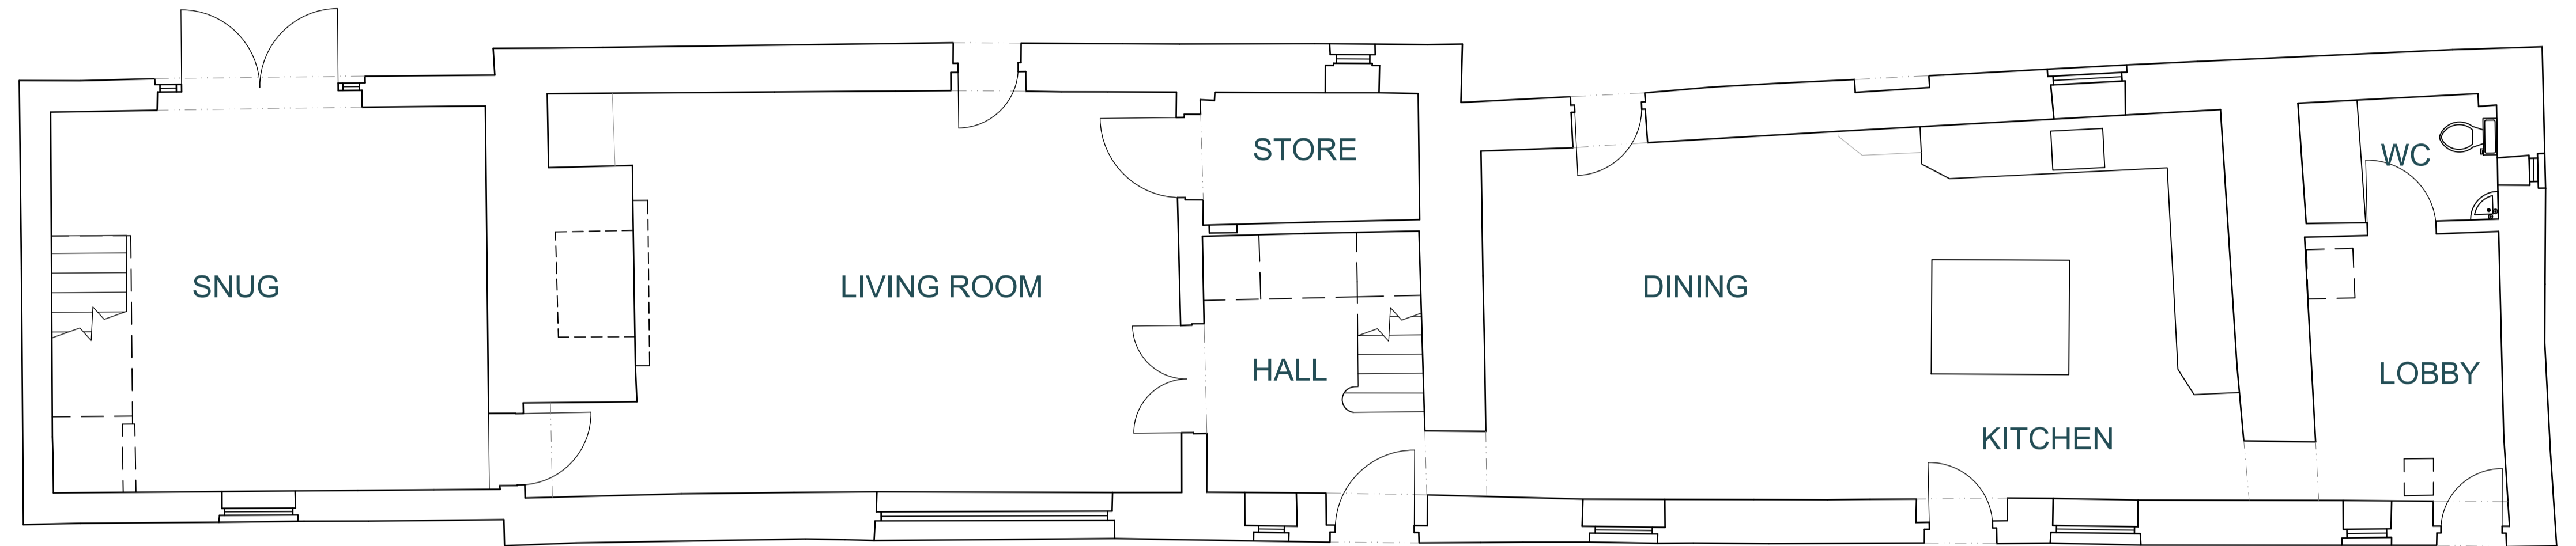 SNUG
LIVING ROOM
STORE
HALL
DINING
KITCHEN
WC
LOBBY